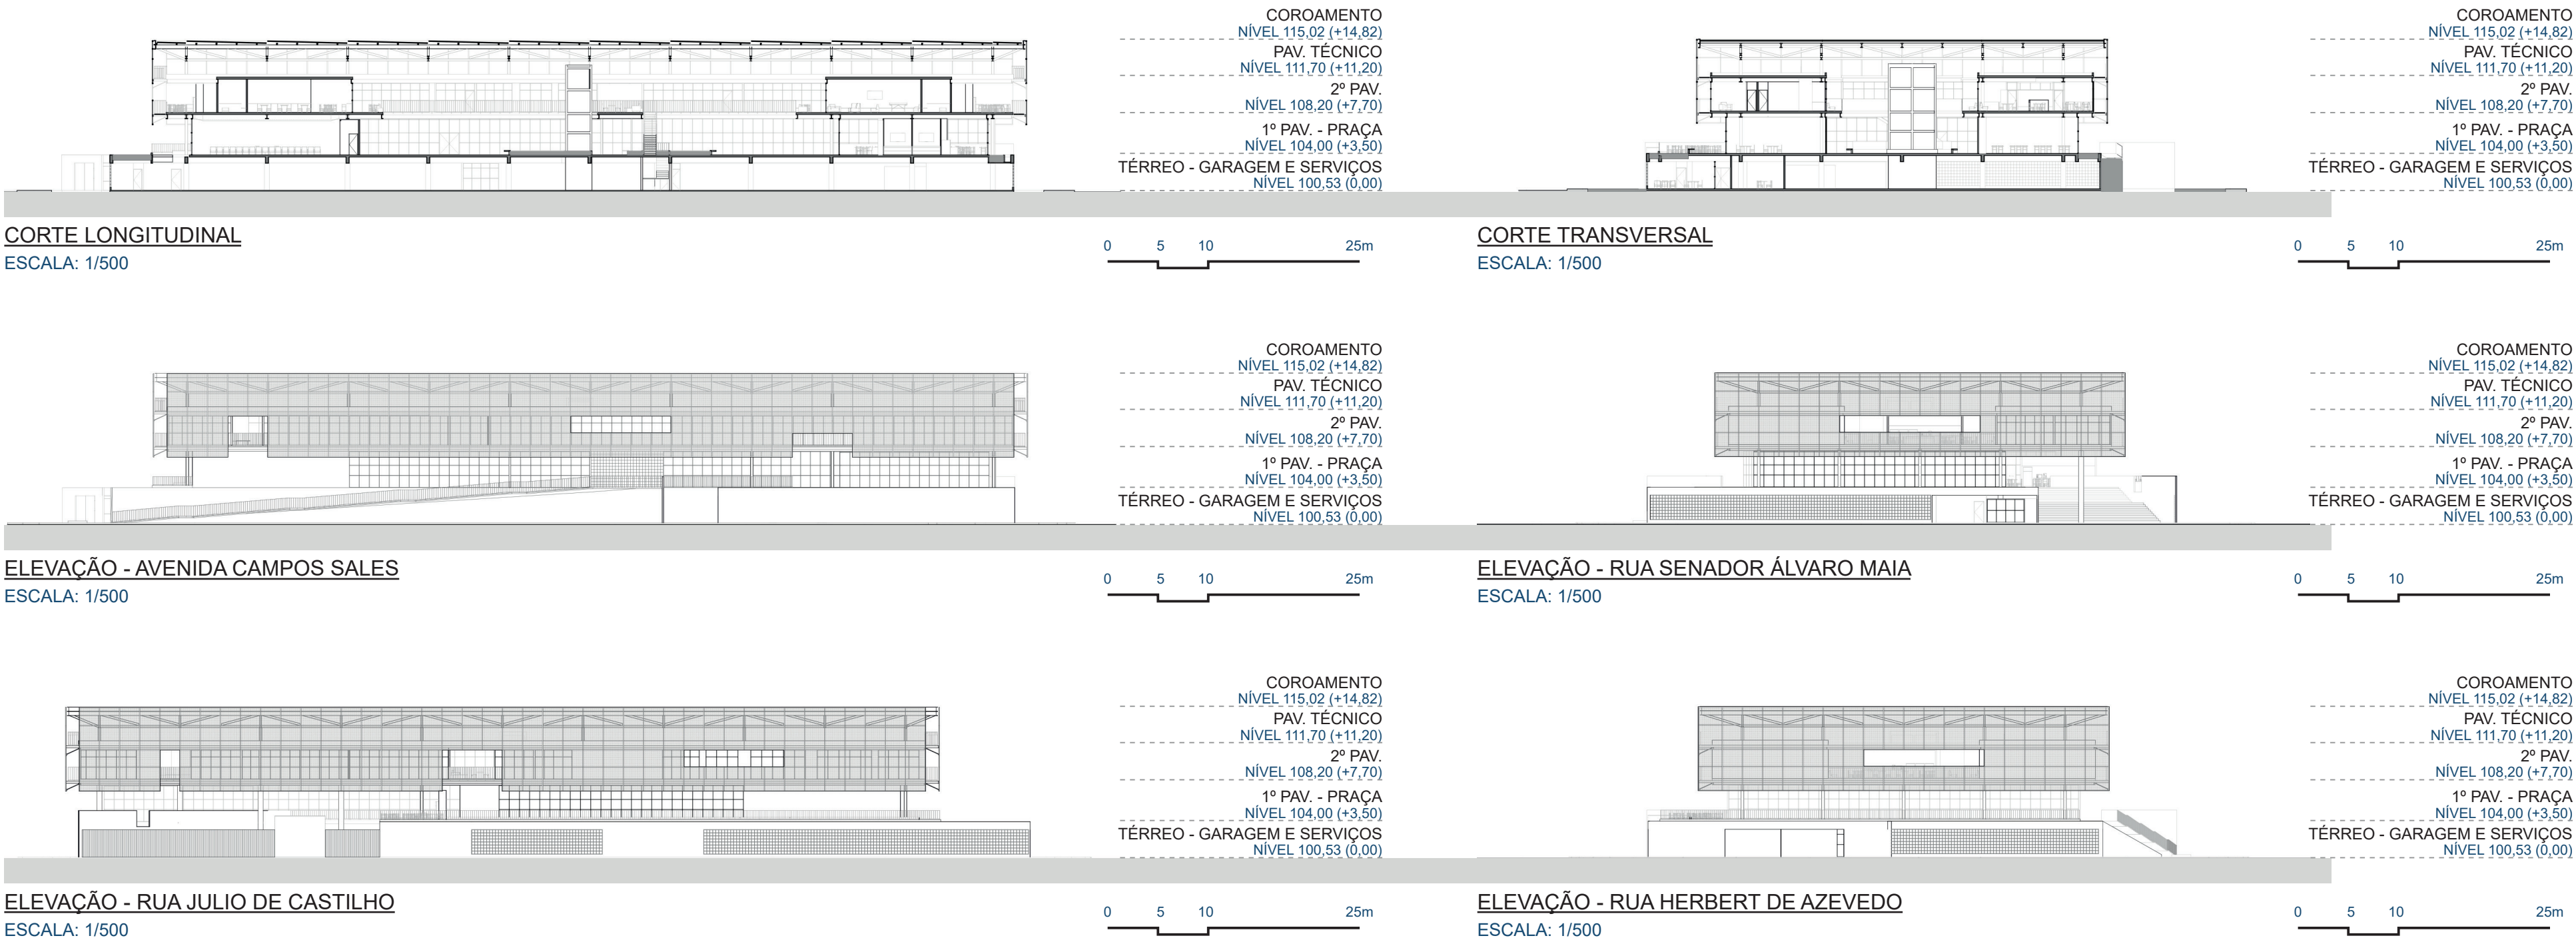 COROAMENTO
NÍVEL 115,02 (+14,82)
PAV. TÉCNICO
NÍVEL 111,70 (+11,20)
2º PAV.
NÍVEL 108,20 (+7,70)
1º PAV. - PRAÇA
NÍVEL 104,00 (+3,50)
TÉRREO - GARAGEM E SERVIÇOS
NÍVEL 100,53 (0,00)
CORTE LONGITUDINAL
ESCALA: 1/500
0 5 10 25m
COROAMENTO
NÍVEL 115,02 (+14,82)
PAV. TÉCNICO
NÍVEL 111,70 (+11,20)
2º PAV.
NÍVEL 108,20 (+7,70)
1º PAV. - PRAÇA
NÍVEL 104,00 (+3,50)
TÉRREO - GARAGEM E SERVIÇOS
NÍVEL 100,53 (0,00)
CORTE TRANSVERSAL
ESCALA: 1/500
0 5 10 25m
COROAMENTO
NÍVEL 115,02 (+14,82)
PAV. TÉCNICO
NÍVEL 111,70 (+11,20)
2º PAV.
NÍVEL 108,20 (+7,70)
1º PAV. - PRAÇA
NÍVEL 104,00 (+3,50)
TÉRREO - GARAGEM E SERVIÇOS
NÍVEL 100,53 (0,00)
ELEVAÇÃO - AVENIDA CAMPOS SALES
ESCALA: 1/500
0 5 10 25m
COROAMENTO
NÍVEL 115,02 (+14,82)
PAV. TÉCNICO
NÍVEL 111,70 (+11,20)
2º PAV.
NÍVEL 108,20 (+7,70)
1º PAV. - PRAÇA
NÍVEL 104,00 (+3,50)
TÉRREO - GARAGEM E SERVIÇOS
NÍVEL 100,53 (0,00)
ELEVAÇÃO - RUA SENADOR ÁLVARO MAIA
ESCALA: 1/500
0 5 10 25m
COROAMENTO
NÍVEL 115,02 (+14,82)
PAV. TÉCNICO
NÍVEL 111,70 (+11,20)
2º PAV.
NÍVEL 108,20 (+7,70)
1º PAV. - PRAÇA
NÍVEL 104,00 (+3,50)
TÉRREO - GARAGEM E SERVIÇOS
NÍVEL 100,53 (0,00)
ELEVAÇÃO - RUA JULIO DE CASTILHO
ESCALA: 1/500
0 5 10 25m
COROAMENTO
NÍVEL 115,02 (+14,82)
PAV. TÉCNICO
NÍVEL 111,70 (+11,20)
2º PAV.
NÍVEL 108,20 (+7,70)
1º PAV. - PRAÇA
NÍVEL 104,00 (+3,50)
TÉRREO - GARAGEM E SERVIÇOS
NÍVEL 100,53 (0,00)
ELEVAÇÃO - RUA HERBERT DE AZEVEDO
ESCALA: 1/500
0 5 10 25m